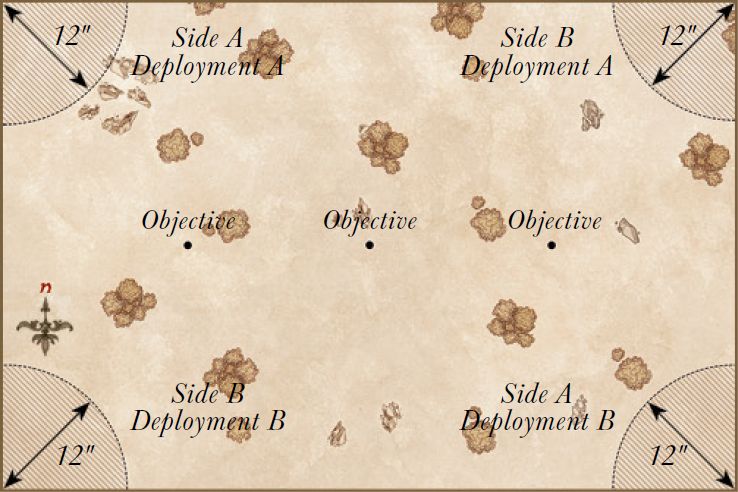 12"
Side A
Deployment A
Side B
Deployment A
12"
Objective
Objective
Objective
n
Side B
Deployment B
Side A
Deployment B
12"
12"